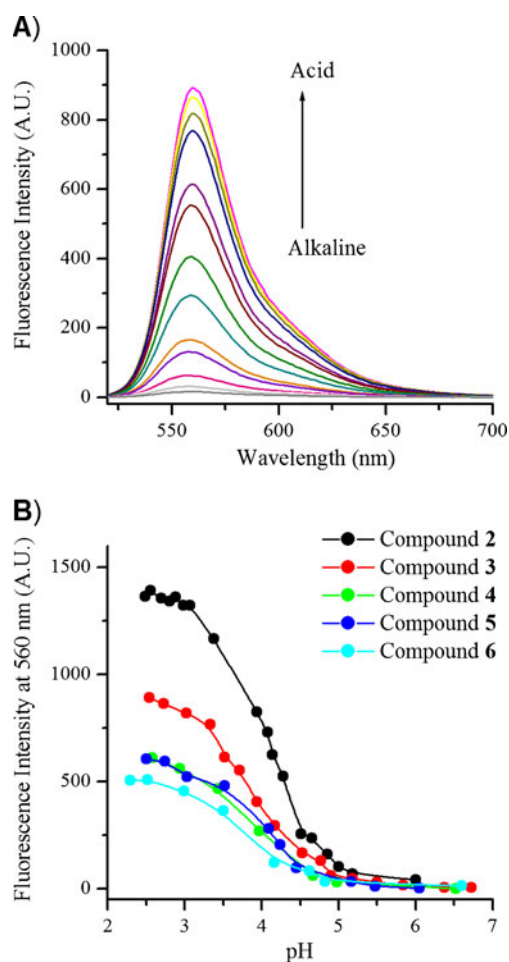 A)
Fluorescence Intensity (A.U.)
1000
800
600
400
200
0
Acid
Alkaline
550
600
650
700
Wavelength (nm)
B)
Fluorescence Intensity at 560 nm (A.U.)
1500
1000
500
0
Compound 2
Compound 3
Compound 4
Compound 5
Compound 6
2
3
4
5
6
7
pH